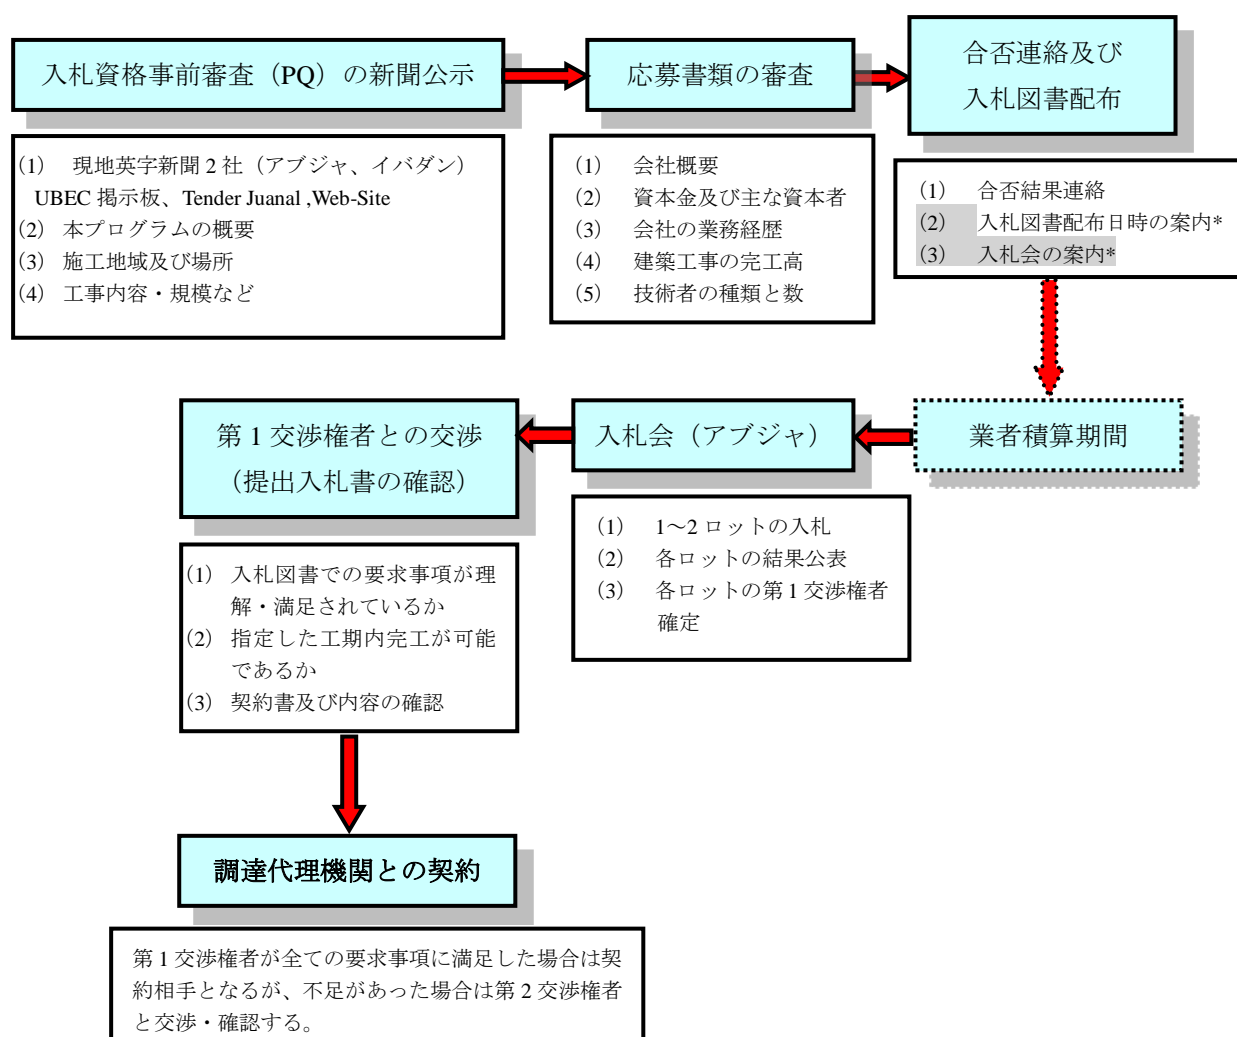 入札資格事前審査（PQ）の新聞公示
(1) 現地英字新聞 2 社（アブジャ、イバダン）
UBEC 掲示板、Tender Juanal ,Web-Site
(2) 本プログラムの概要
(3) 施工地域及び場所
(4) 工事内容・規模など
応募書類の審査
(1) 会社概要
(2) 資本金及び主な資本者
(3) 会社の業務経歴
(4) 建築工事の完工高
(5) 技術者の種類と数
合否連絡及び
入札図書配布
(1) 合否結果連絡
(2) 入札図書配布日時の案内*
(3) 入札会の案内*
業者積算期間
入札会（アブジャ）
(1) 1～2 ロットの入札
(2) 各ロットの結果公表
(3) 各ロットの第 1 交渉権者
確定
第 1 交渉権者との交渉
（提出入札書の確認）
(1) 入札図書での要求事項が理
解・満足されているか
(2) 指定した工期内完工が可能
であるか
(3) 契約書及び内容の確認
調達代理機関との契約
第 1 交渉権者が全ての要求事項に満足した場合は契
約相手となるが、不足があった場合は第 2 交渉権者
と交渉・確認する。